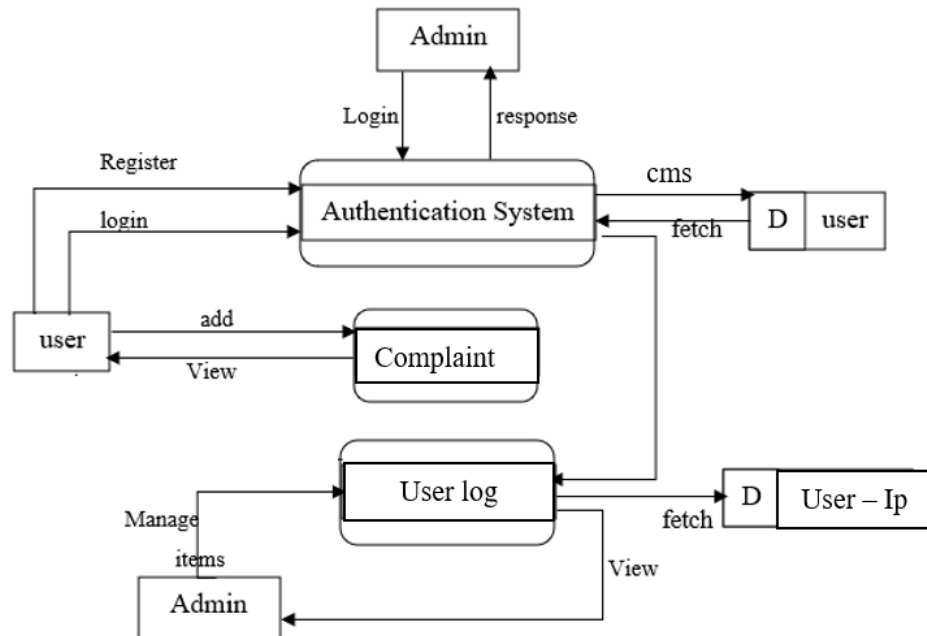 Admin
Login
response
Register
cms
Authentication System
D
user
login
fetch
add
user
Complaint
View
User log
D
User – Ip
Manage
fetch
items
View
Admin